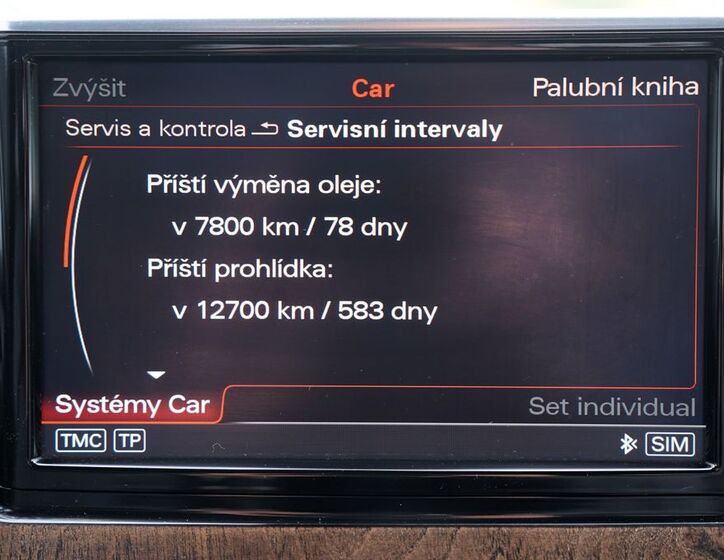 Zvýšit Car Palubní kniha
Servis a kontrola Servisní intervaly
Příští výměna oleje:
v 7800 km / 78 dny
Příští prohlídka:
v 12700 km / 583 dny
Systémy Car Set individual
TMC TP SIM